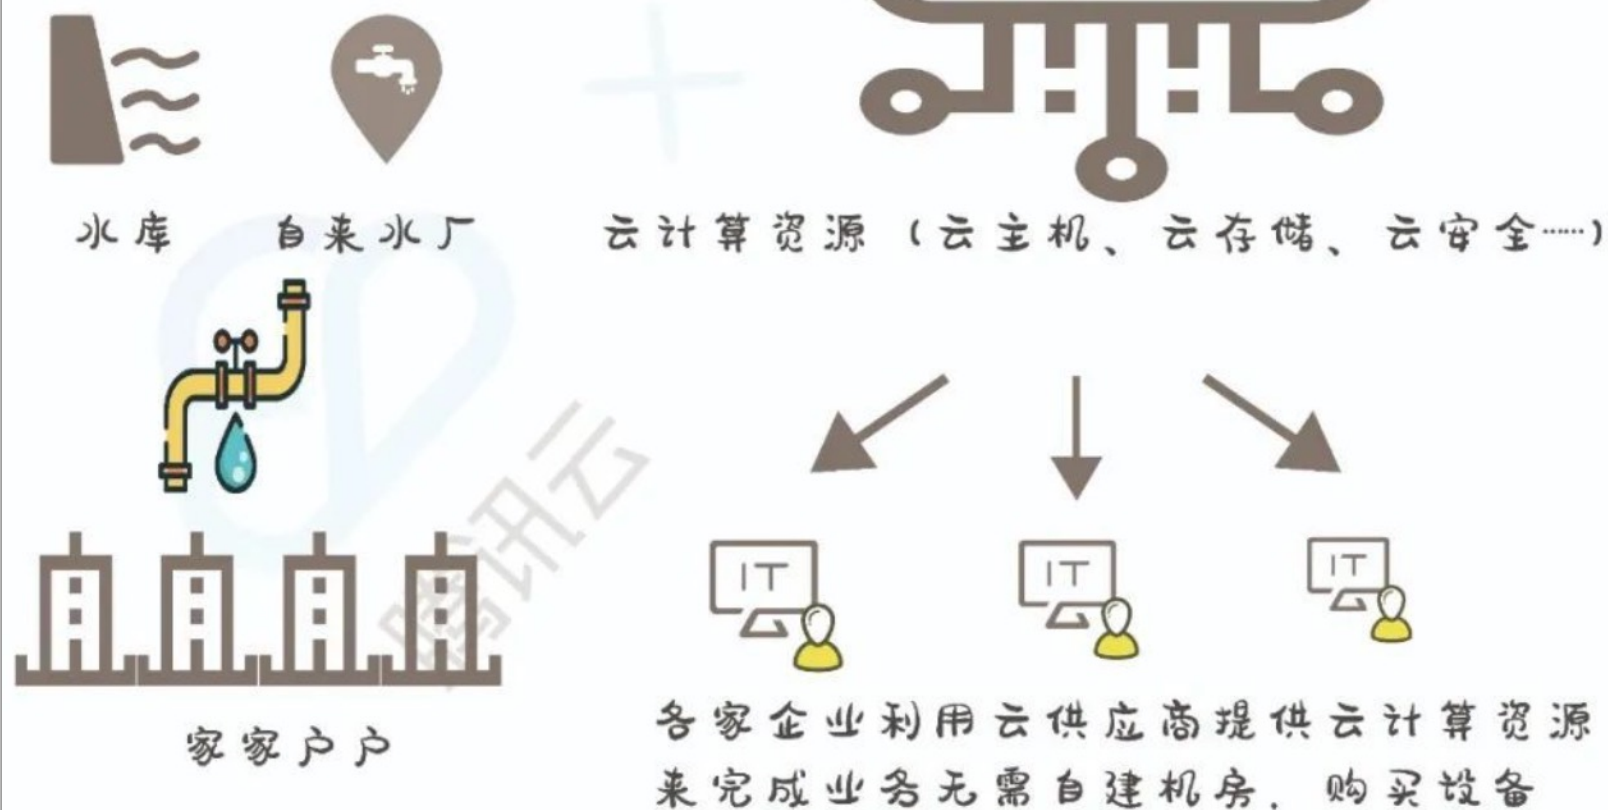 水库
自来水厂
云计算资源（云主机、云存储、云安全……）
腾讯云
IT
IT
IT
家家户户
各家企业利用云供应商提供云计算资源
来完成业务无需自建机房，购买设备